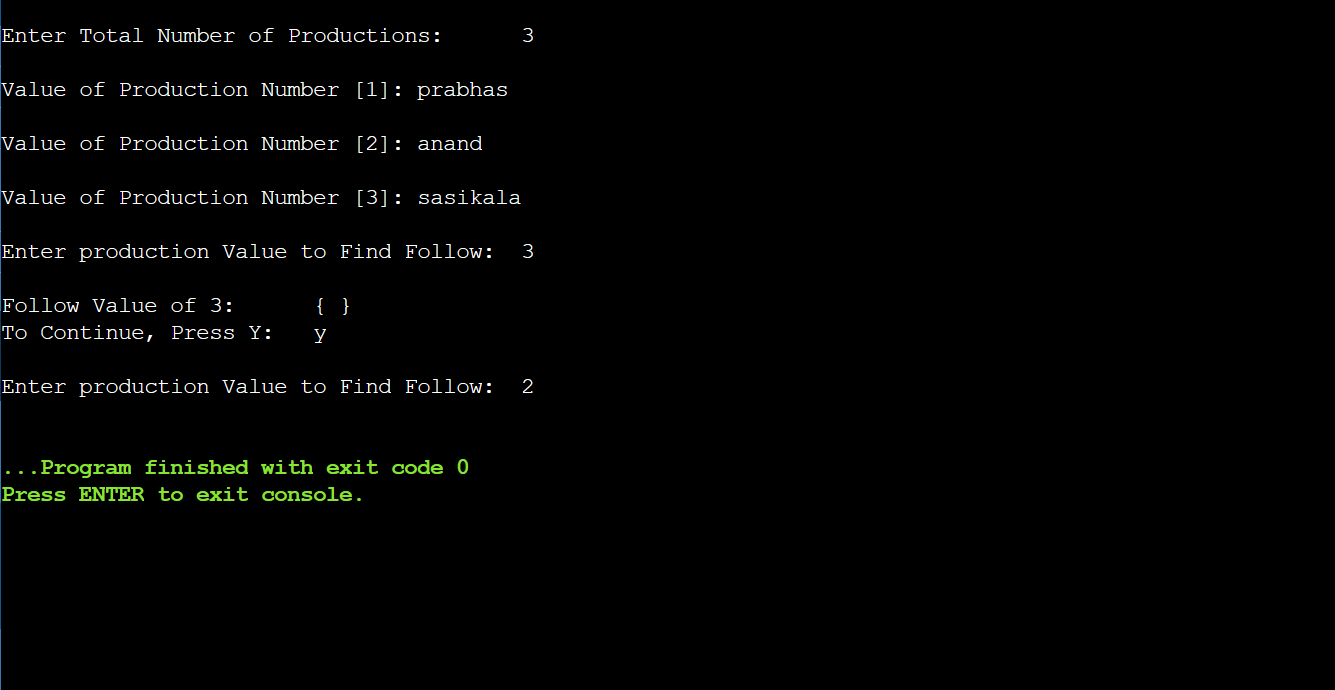 Enter Total Number of Productions:      3
Value of Production Number [1]: prabhas
Value of Production Number [2]: anand
Value of Production Number [3]: sasikala
Enter production Value to Find Follow:  3
Follow Value of 3:      { }
To Continue, Press Y:   y
Enter production Value to Find Follow:  2
...Program finished with exit code 0
Press ENTER to exit console.